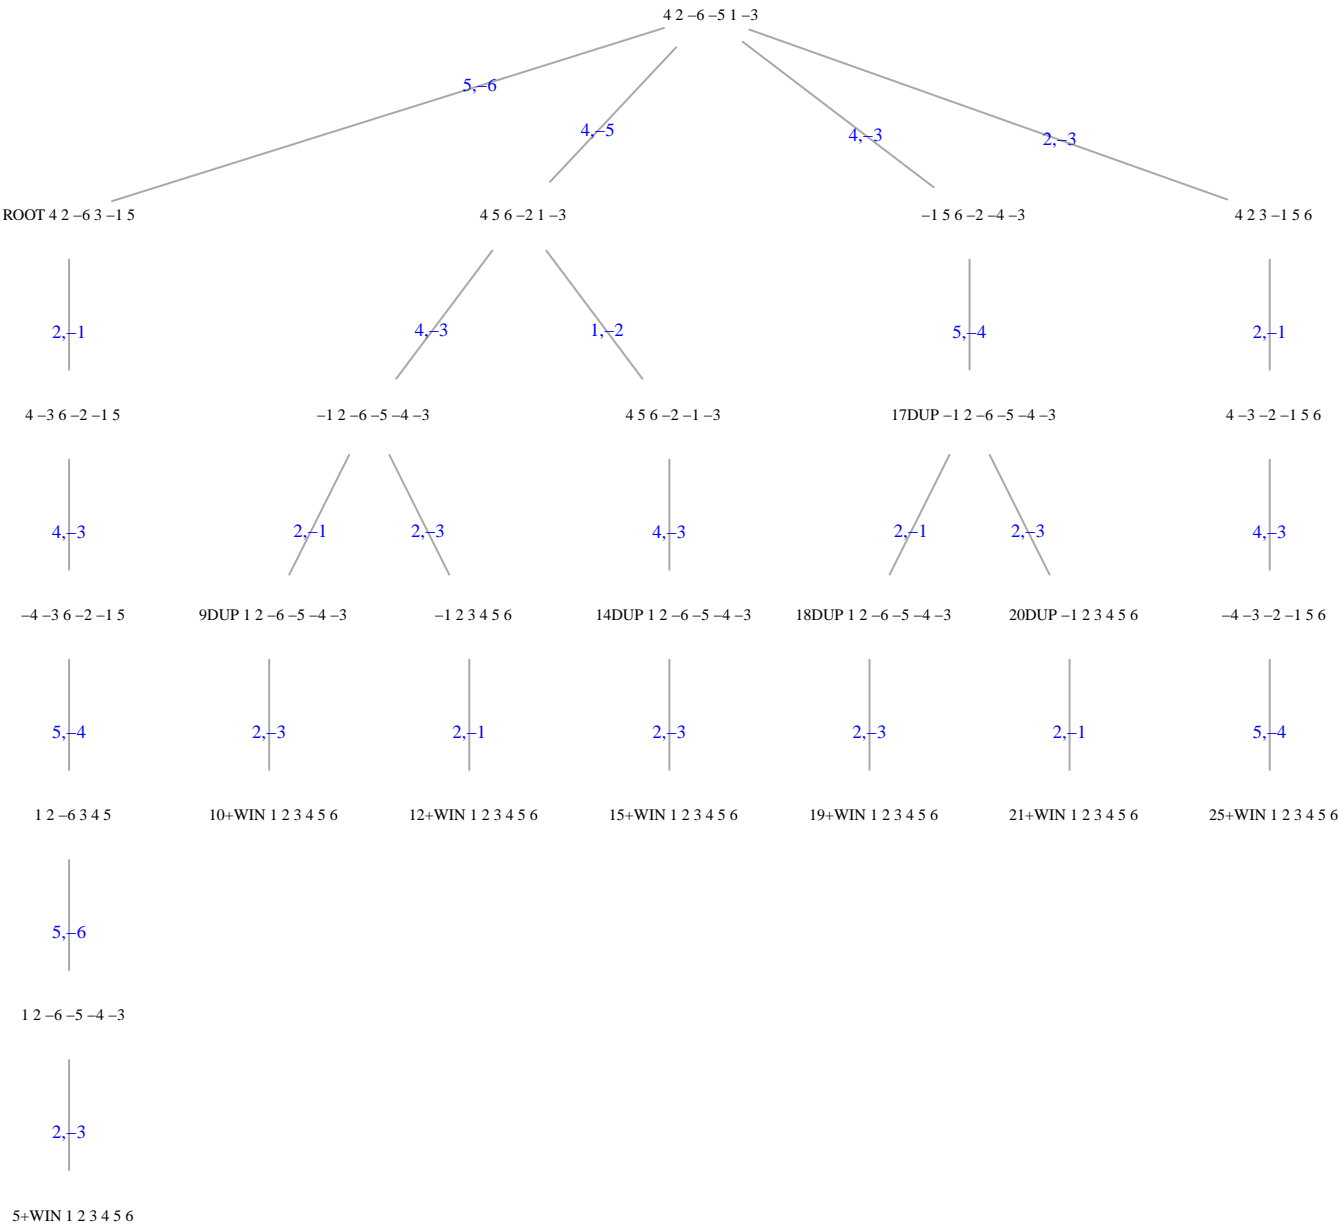 4 2 −6 −5 1 −3
5,−6
4,−5
4,−3
2,−3
ROOT 4 2 −6 3 −1 5
4 5 6 −2 1 −3
−1 5 6 −2 −4 −3
4 2 3 −1 5 6
2,−1
4,−3
1,−2
5,−4
2,−1
4 −3 6 −2 −1 5
−1 2 −6 −5 −4 −3
4 5 6 −2 −1 −3
17DUP −1 2 −6 −5 −4 −3
4 −3 −2 −1 5 6
4,−3
2,−1
2,−3
4,−3
2,−1
2,−3
4,−3
−4 −3 6 −2 −1 5
9DUP 1 2 −6 −5 −4 −3
−1 2 3 4 5 6
14DUP 1 2 −6 −5 −4 −3
18DUP 1 2 −6 −5 −4 −3
20DUP −1 2 3 4 5 6
−4 −3 −2 −1 5 6
5,−4
2,−3
2,−1
2,−3
2,−3
2,−1
5,−4
1 2 −6 3 4 5
10+WIN 1 2 3 4 5 6
12+WIN 1 2 3 4 5 6
15+WIN 1 2 3 4 5 6
19+WIN 1 2 3 4 5 6
21+WIN 1 2 3 4 5 6
25+WIN 1 2 3 4 5 6
5,−6
1 2 −6 −5 −4 −3
2,−3
5+WIN 1 2 3 4 5 6